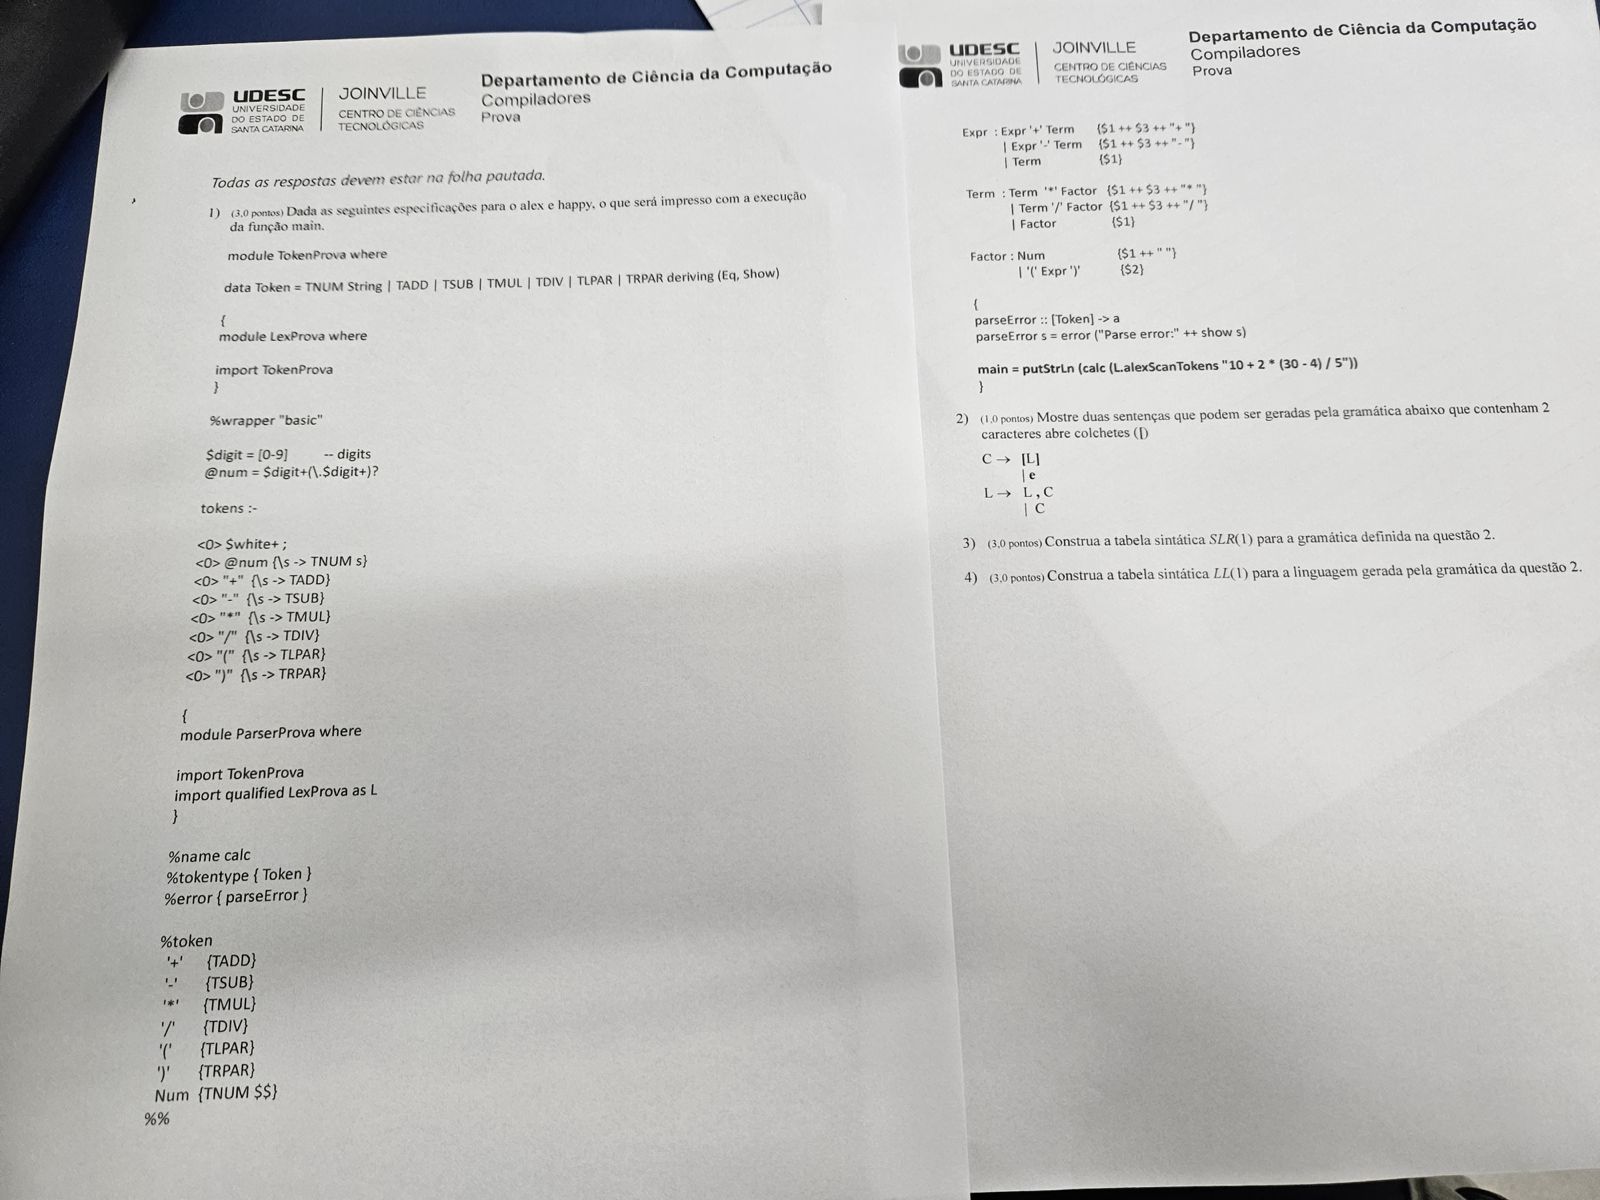 UDESC
UNIVERSIDADE
DO ESTADO DE
SANTA CATARINA
JOINVILLE
CENTRO DE CIÊNCIAS
TECNOLÓGICAS
Departamento de Ciência da Computação
Compiladores
Prova
Todas as respostas devem estar na folha pautada.
1) (3,0 pontos) Dada as seguintes especificações para o alex e happy, o que será impresso com a execução
da função main.
module TokenProva where
data Token = TNUM String | TADD | TSUB | TMUL | TDIV | TLPAR | TRPAR deriving (Eq, Show)
{
module LexProva where
import TokenProva
}
%wrapper "basic"
$digit = [0-9] -- digits
@num = $digit+(\.$digit+)?
tokens :-
<0> $white+ ;
<0> @num {\s -> TNUM s}
<0> "+" {\s -> TADD}
<0> "-" {\s -> TSUB}
<0> "*" {\s -> TMUL}
<0> "/" {\s -> TDIV}
<0> "(" {\s -> TLPAR}
<0> ")" {\s -> TRPAR}
{
module ParserProva where
import TokenProva
import qualified LexProva as L
}
%name calc
%tokentype { Token }
%error { parseError }
%token
'+' {TADD}
'-' {TSUB}
'*' {TMUL}
'/' {TDIV}
'(' {TLPAR}
')' {TRPAR}
Num {TNUM $$}
%%
UDESC
UNIVERSIDADE
DO ESTADO DE
SANTA CATARINA
JOINVILLE
CENTRO DE CIÊNCIAS
TECNOLÓGICAS
Departamento de Ciência da Computação
Compiladores
Prova
Expr : Expr '+' Term {$1 ++ $3 ++ "+ "}
| Expr '-' Term {$1 ++ $3 ++ "- "}
| Term {$1}
Term : Term '*' Factor {$1 ++ $3 ++ "* "}
| Term '/' Factor {$1 ++ $3 ++ "/ "}
| Factor {$1}
Factor : Num {$1 ++ " "}
| '(' Expr ')' {$2}
{
parseError :: [Token] -> a
parseError s = error ("Parse error:" ++ show s)
main = putStrLn (calc (L.alexScanTokens "10 + 2 * (30 - 4) / 5"))
}
2) (1,0 pontos) Mostre duas sentenças que podem ser geradas pela gramática abaixo que contenham 2
caracteres abre colchetes ([)
C → [L]
| e
L → L , C
| C
3) (3,0 pontos) Construa a tabela sintática SLR(1) para a gramática definida na questão 2.
4) (3,0 pontos) Construa a tabela sintática LL(1) para a linguagem gerada pela gramática da questão 2.